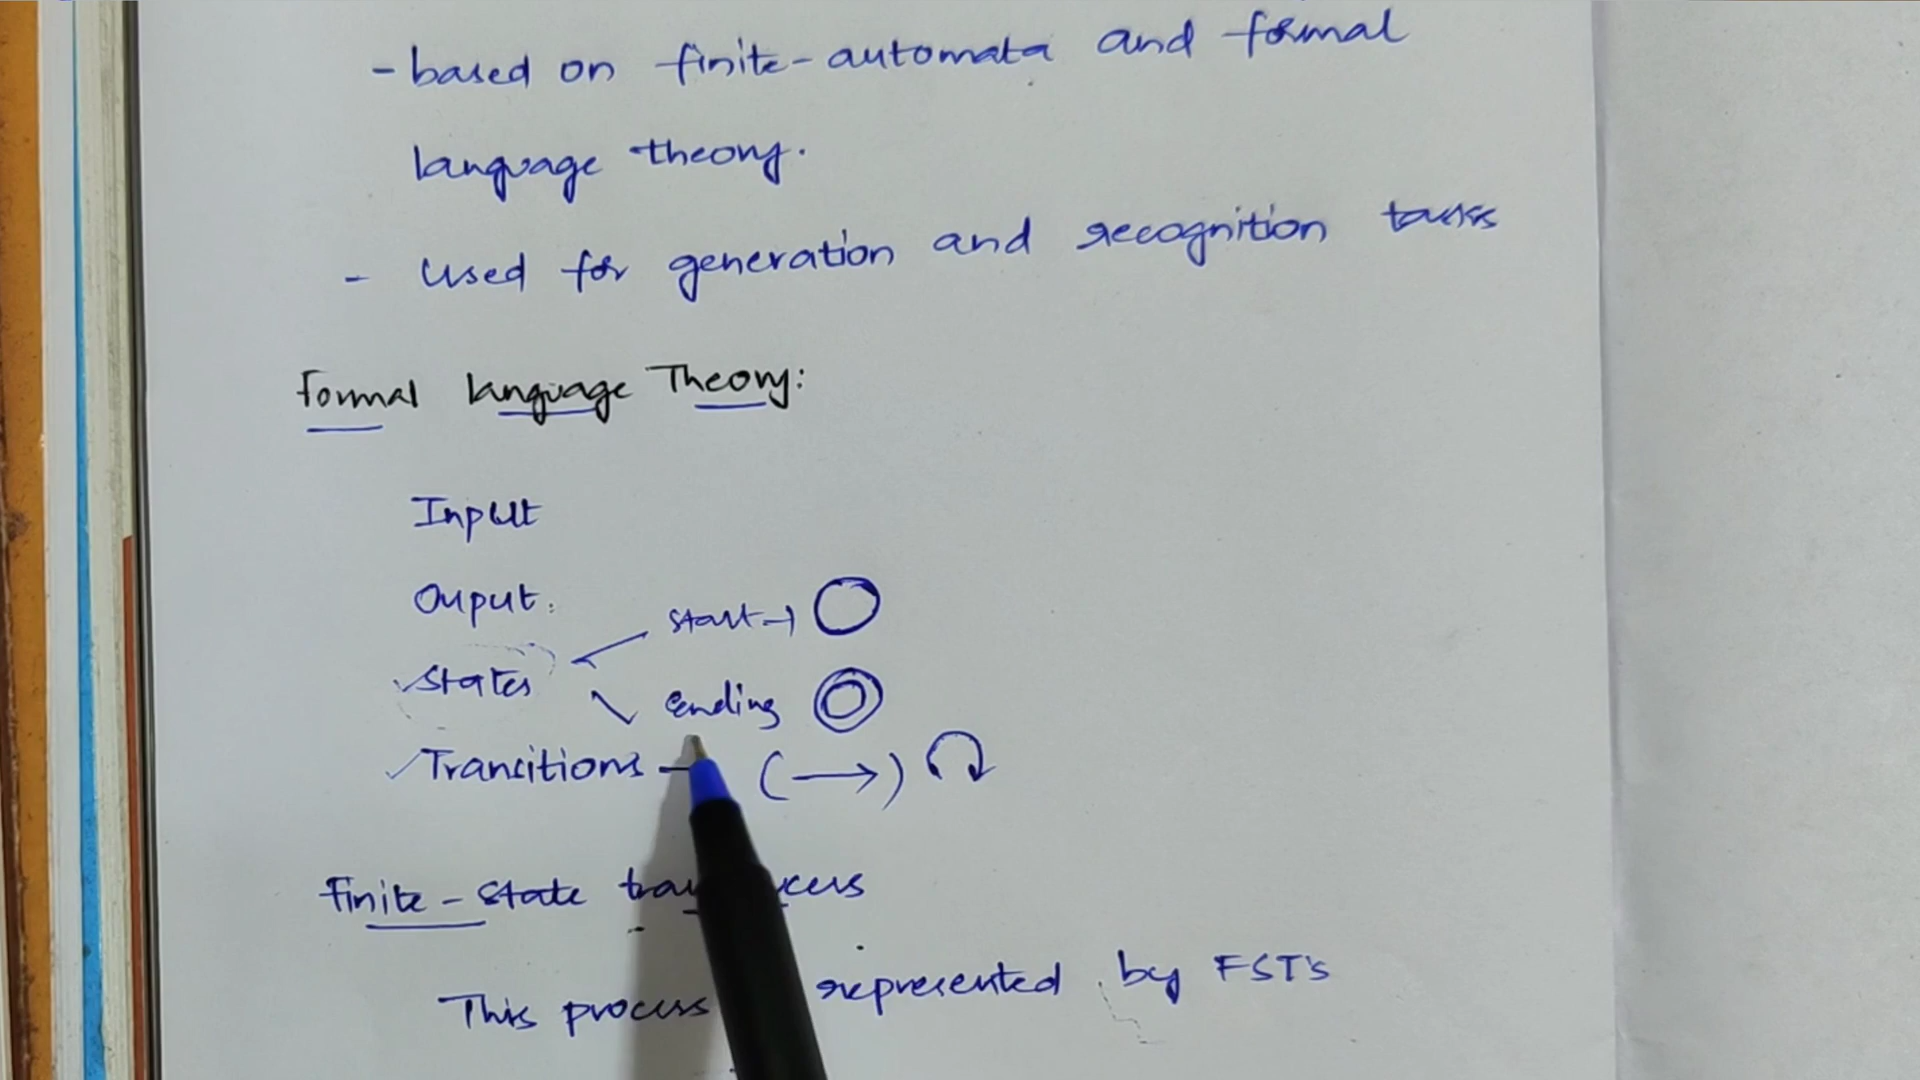 - based on finite-automata and formal
language theory.
- Used for generation and recognition tasks
Formal language Theory:
Input
Ouput.
start →
States
Ending
Transitions - (→)
Finite-state
This process represented by FST's